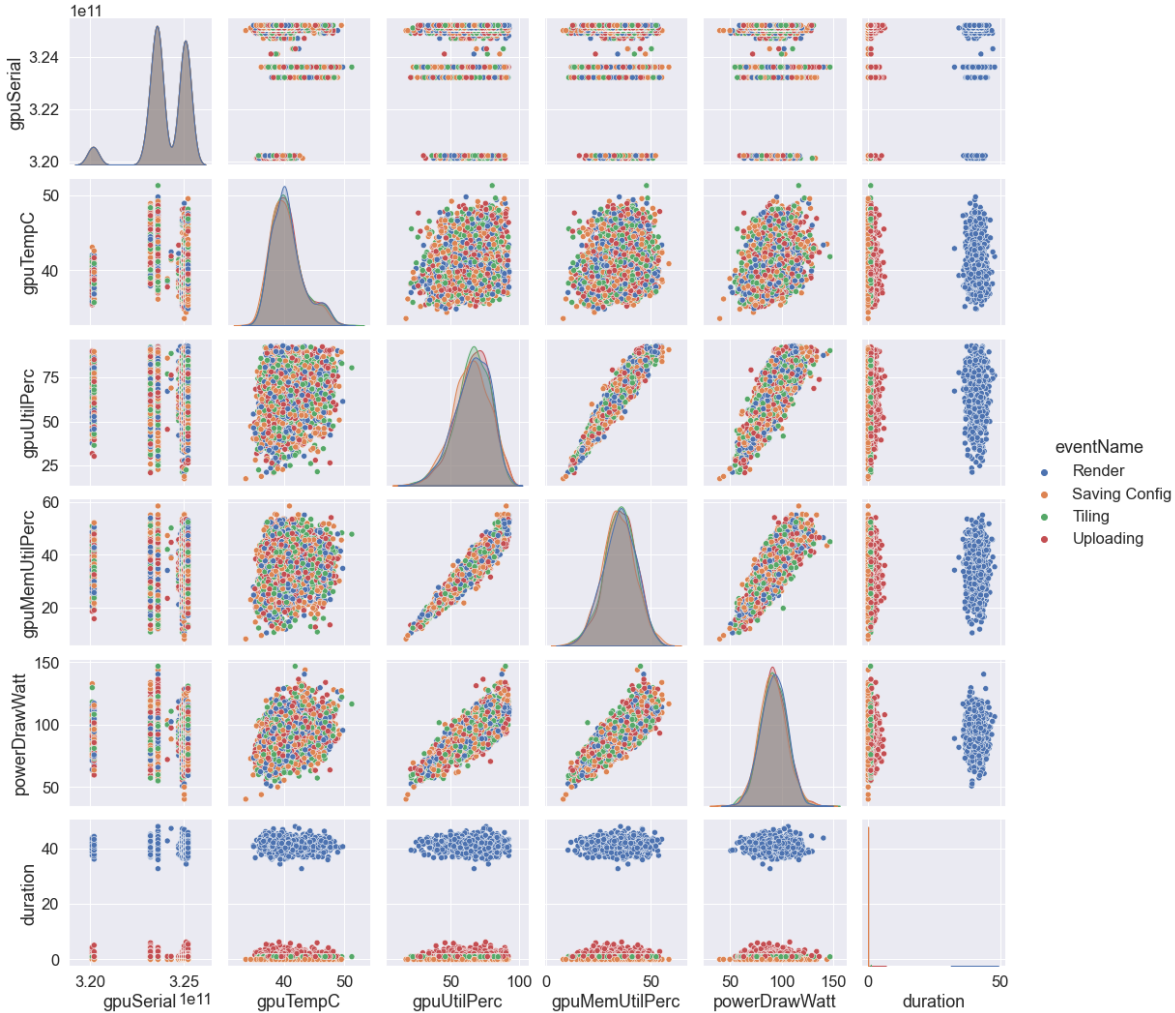 1e11
gpuSerial
3.24
3.22
3.20
gpuTempC
50
40
gpuUtilPerc
75
50
25
gpuMemUtilPerc
60
40
20
powerDrawWatt
150
100
50
duration
40
20
0
3.20 3.25 40 50 50 100 0 50 50 100 150 0 50
gpuSerial 1e11 gpuTempC gpuUtilPerc gpuMemUtilPerc powerDrawWatt duration
eventName
Render
Saving Config
Tiling
Uploading